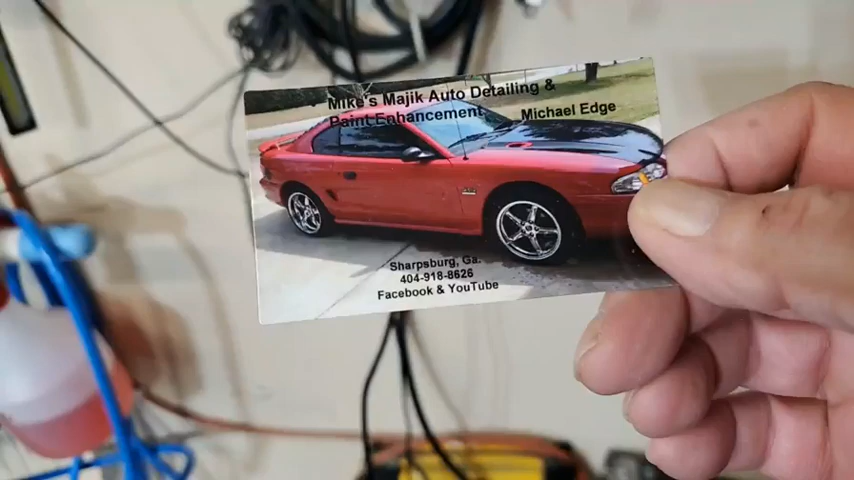 Mike's Majik Auto Detailing &
Paint Enhancement Michael Edge
Sharpsburg, Ga.
404-918-8626
Facebook & YouTube